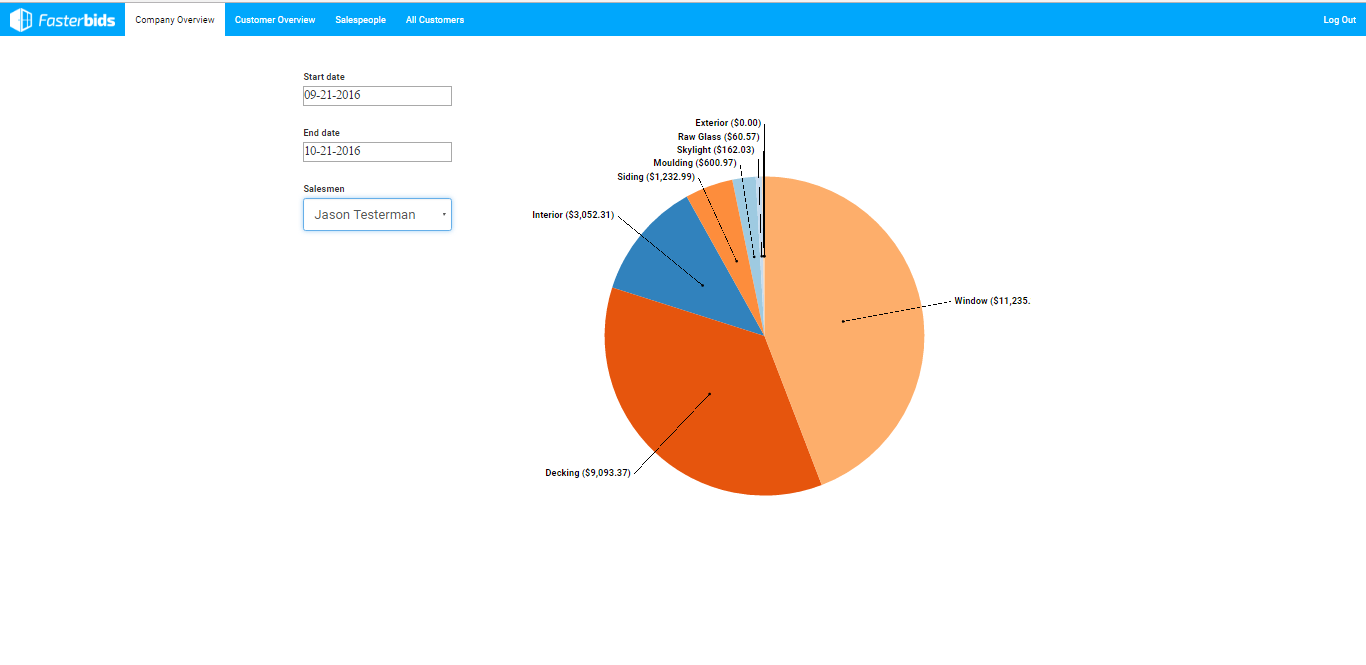 Fasterbids Company Overview Customer Overview Salespeople All Customers Log Out
Start date
09-21-2016
End date
10-21-2016
Salesmen
Jason Testerman
Exterior ($0.00)
Raw Glass ($60.57)
Skylight ($162.03)
Moulding ($600.97)
Siding ($1,232.99)
Interior ($3,052.31)
Window ($11,235.
Decking ($9,093.37)